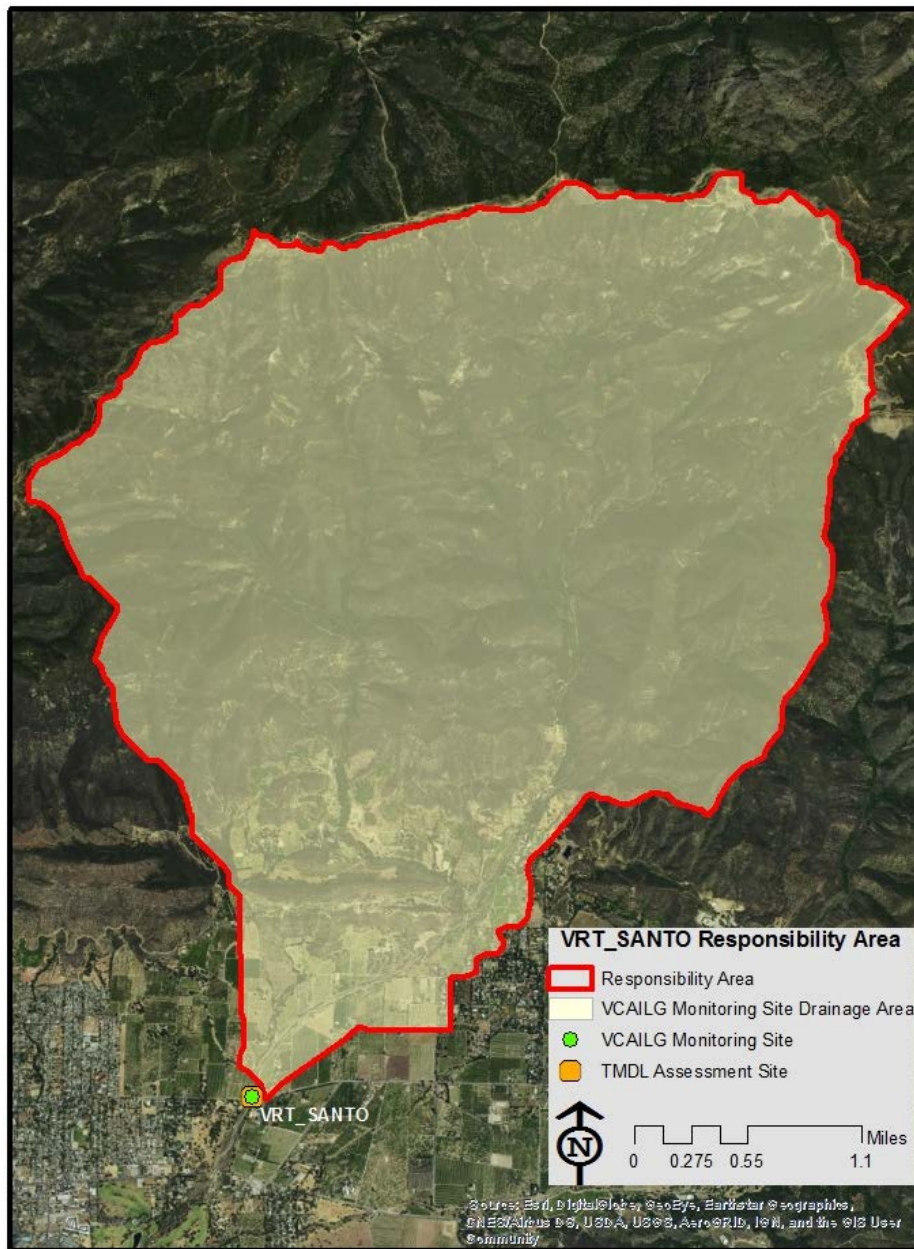 VRT_SANTO
VRT_SANTO Responsibility Area
Responsibility Area
VCAILG Monitoring Site Drainage Area
VCAILG Monitoring Site
TMDL Assessment Site
N
Miles
0 0.275 0.55 1.1
Source: Esri, DigitalGlobe, GeoEye, Earthstar Geographics,
CNES/Airbus DS, USDA, USGS, AeroGRID, IGN, and the GIS User
Community